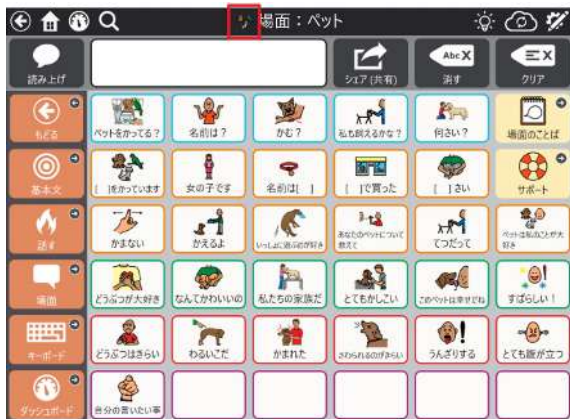 場面：ペット
読み上げ
シェア (共有)
Abc X
消す
X
クリア
もどる
ペットをかってる？
名前は？
かむ？
私も飼えるかな？
何さい？
場面のことば
基本文
[ ]をかっています
女の子です
名前は[ ]
[ ]で買った
[ ]さい
サポート
話す
かまない
かえるよ
いっしょに遊ぶのが好き
あなたのペットについて
教えて
てつだって
ペットは私のことが大
好き
場面
どうぶつが大好き
なんてかわいいの
私たちの家族だ
とてもかしこい
このペットは幸せだね
すばらしい！
キーボード
どうぶつはきらい
わるいこだ
かまれた
さわられるのがきらい
うんざりする
とても腹が立つ
ダッシュボード
自分の言いたい事